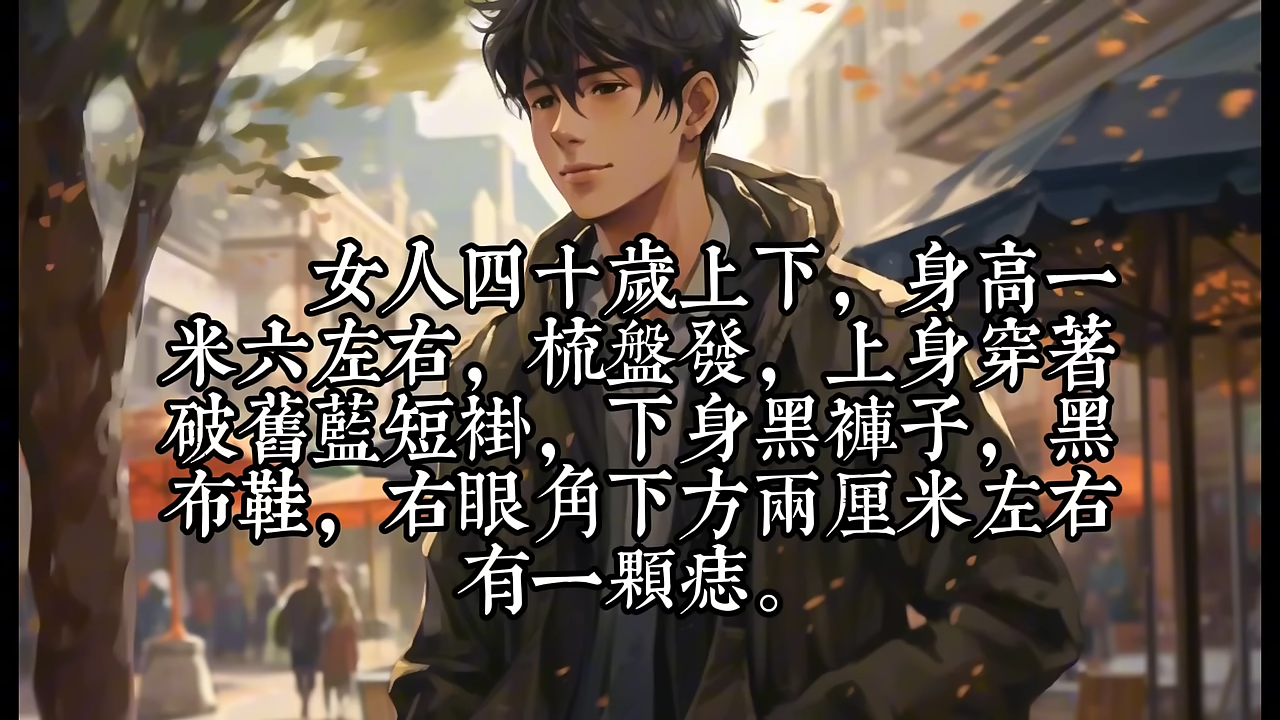 女人四十歲上下，身高一
米六左右，梳盤發，上身穿著
破舊藍短褂，下身黑褲子，黑
布鞋，右眼角下方兩厘米左右
有一顆痣。